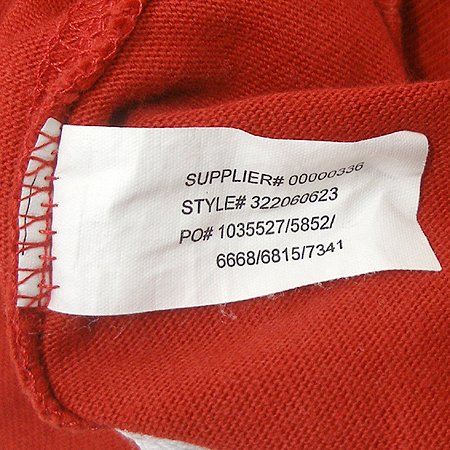 SUPPLIER# 00000336
STYLE# 322060623
PO# 1035527/5852/
6668/6815/7341